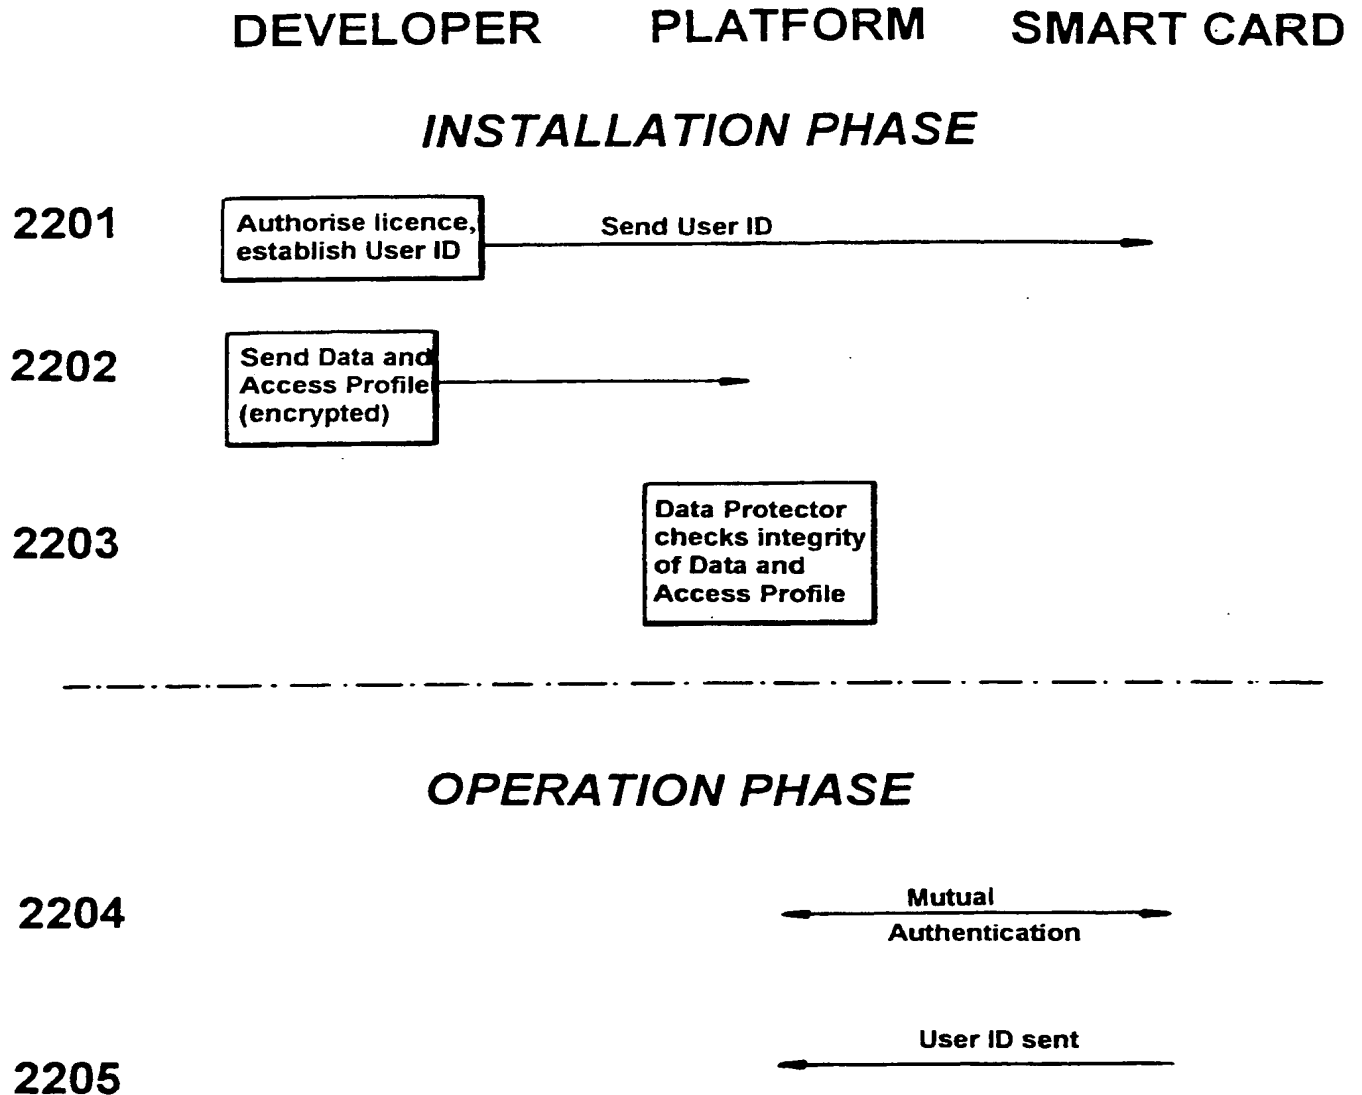 DEVELOPER PLATFORM SMART CARD
INSTALLATION PHASE
2201
Authorise licence,
establish User ID
Send User ID
2202
Send Data and
Access Profile
(encrypted)
2203
Data Protector
checks integrity
of Data and
Access Profile
OPERATION PHASE
2204
Mutual
Authentication
2205
User ID sent